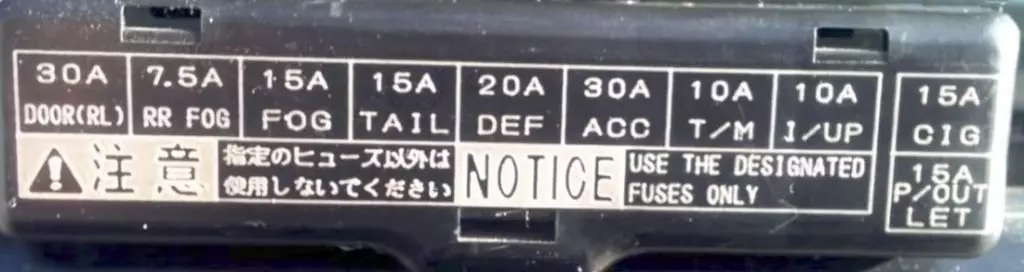 30A 7.5A 15A 15A 20A 30A 10A 10A 15A
DOOR(RL) RR FOG FOG TAIL DEF ACC T/M I/UP CIG
注意 指定のヒューズ以外は
使用しないでください
NOTICE USE THE DESIGNATED
FUSES ONLY
15A
P/OUT
LET